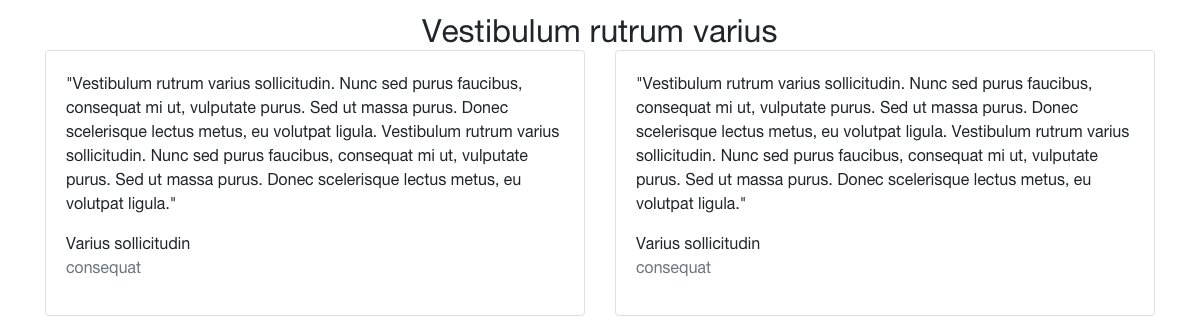 Vestibulum rutrum varius
"Vestibulum rutrum varius sollicitudin. Nunc sed purus faucibus,
consequat mi ut, vulputate purus. Sed ut massa purus. Donec
scelerisque lectus metus, eu volutpat ligula. Vestibulum rutrum varius
sollicitudin. Nunc sed purus faucibus, consequat mi ut, vulputate
purus. Sed ut massa purus. Donec scelerisque lectus metus, eu
volutpat ligula."
Varius sollicitudin
consequat
"Vestibulum rutrum varius sollicitudin. Nunc sed purus faucibus,
consequat mi ut, vulputate purus. Sed ut massa purus. Donec
scelerisque lectus metus, eu volutpat ligula. Vestibulum rutrum varius
sollicitudin. Nunc sed purus faucibus, consequat mi ut, vulputate
purus. Sed ut massa purus. Donec scelerisque lectus metus, eu
volutpat ligula."
Varius sollicitudin
consequat